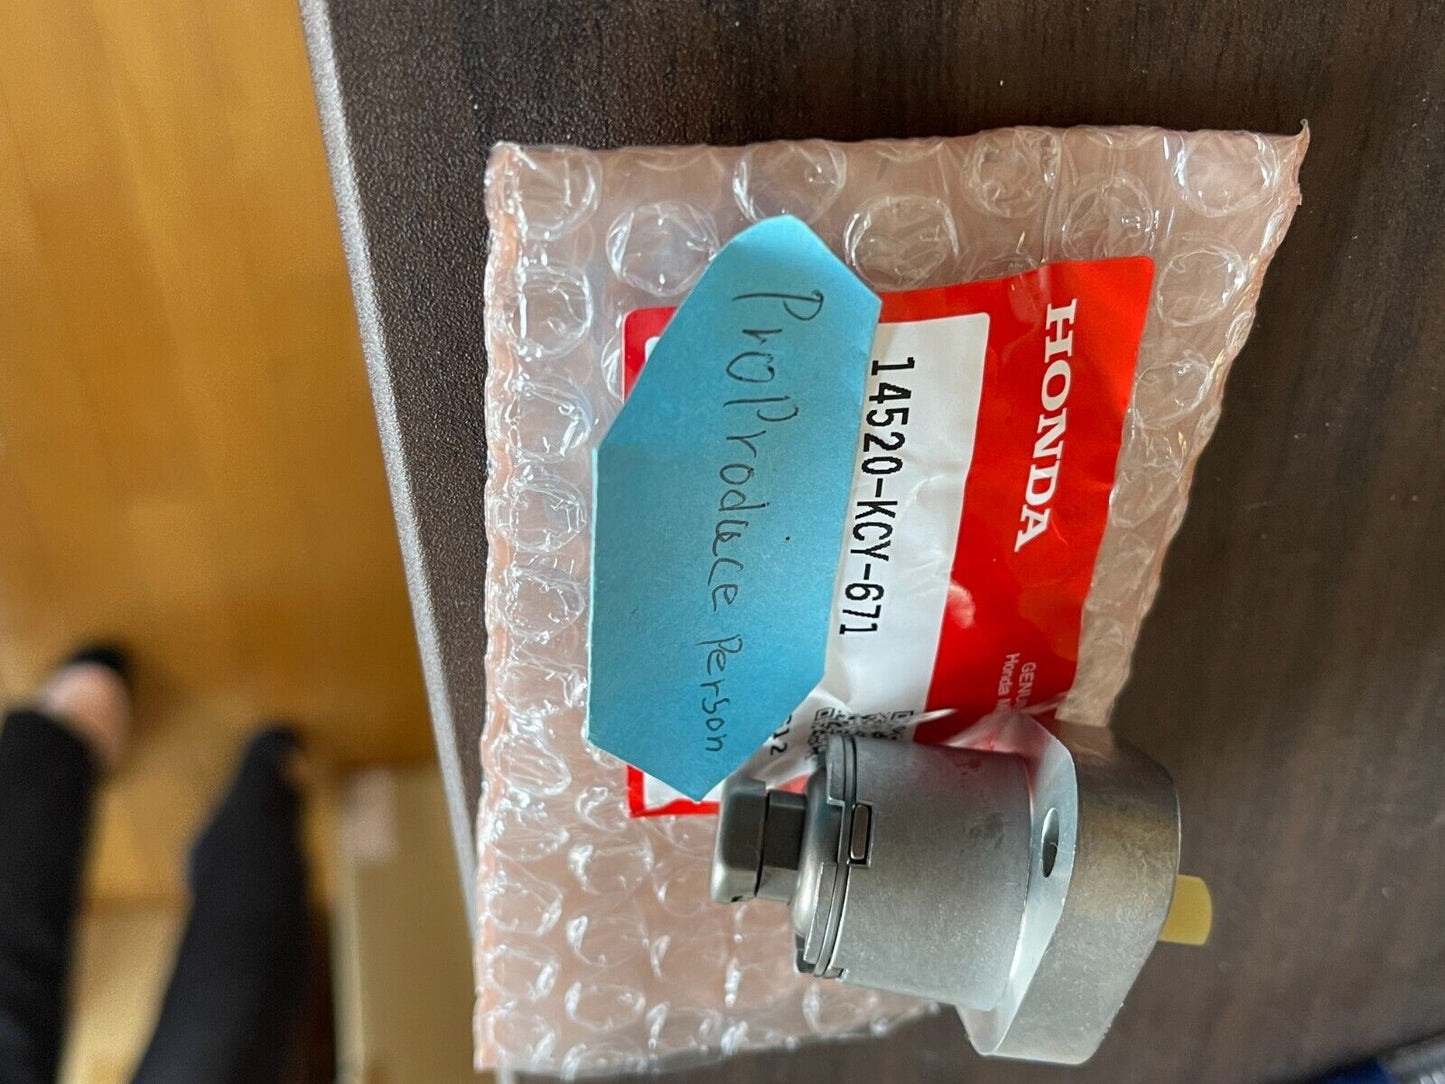 HONDA
14520-KCY-671
ProProduce Person